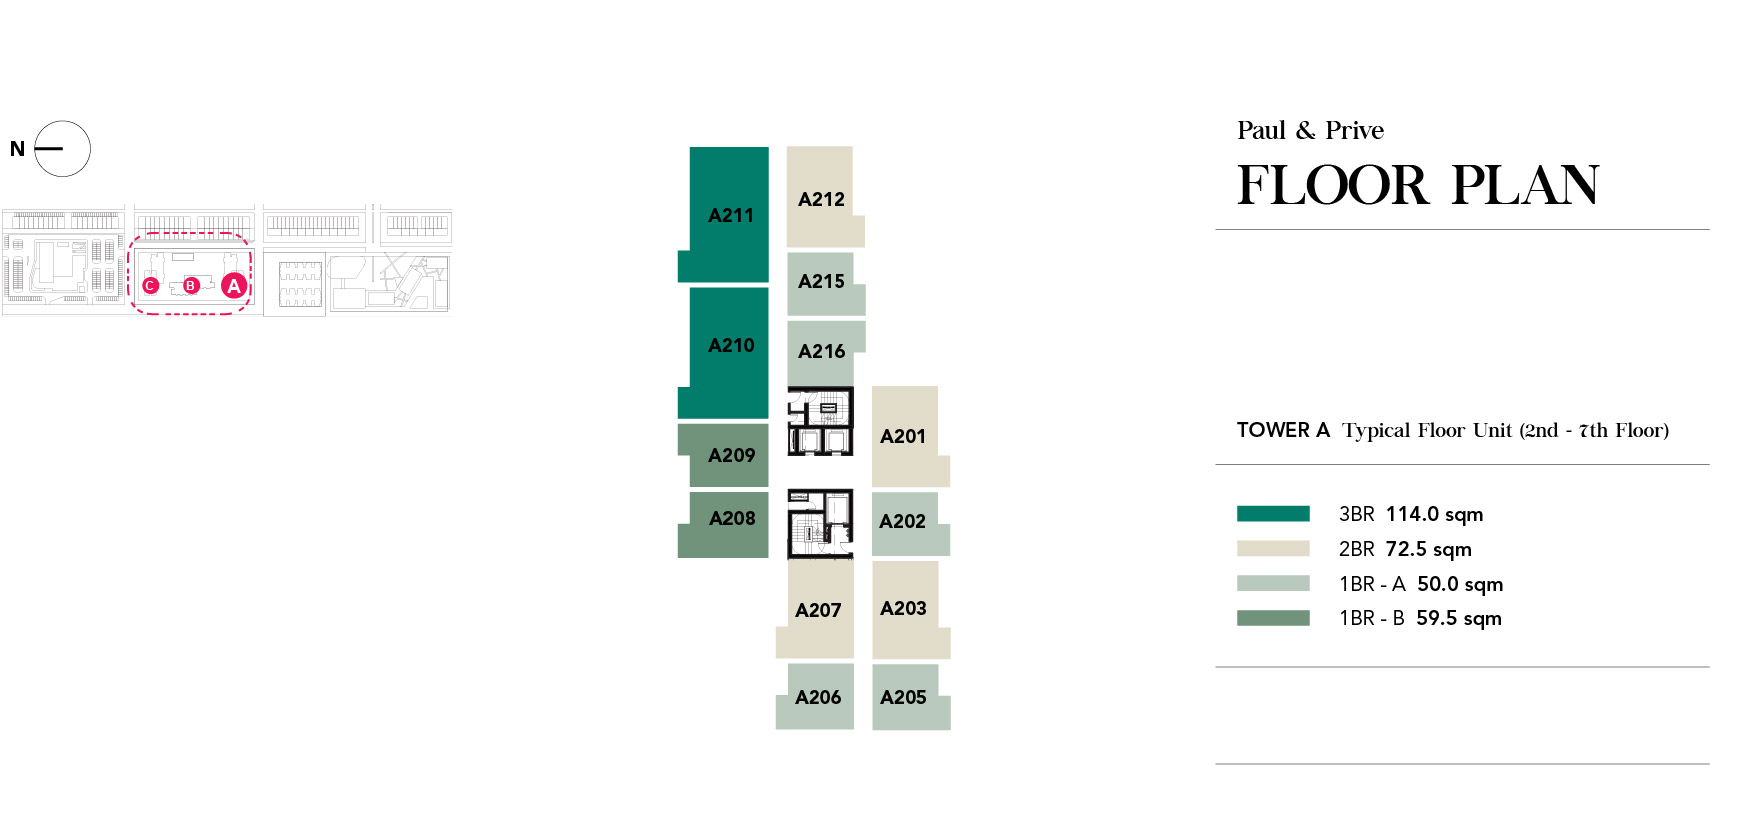 N
C
B
A
A211
A212
A215
A210
A216
A201
A209
A208
A202
A207
A203
A206
A205
Paul & Prive
FLOOR PLAN
TOWER A Typical Floor Unit (2nd - 7th Floor)
3BR 114.0 sqm
2BR 72.5 sqm
1BR - A 50.0 sqm
1BR - B 59.5 sqm